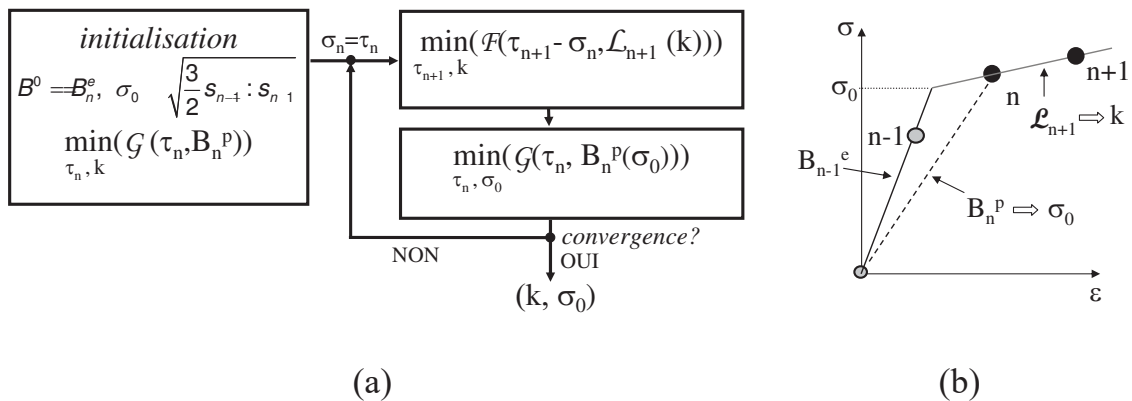 initialisation
B⁰ == Bₙᵉ, σ₀ √(3/2 sₙ₋₁ : sₙ₋₁)
min(𝒢 (τₙ,Bₙᵖ))
τₙ , k
σₙ=τₙ
min(ℱ(τₙ₊₁- σₙ,ℒₙ₊₁ (k)))
τₙ₊₁ , k
min(𝒢(τₙ, Bₙᵖ(σ₀)))
τₙ , σ₀
convergence?
NON
OUI
(k, σ₀)
(a)
σ
n+1
n
σ₀
ℒₙ₊₁ ⇨ k
n-1
Bₙ₋₁ᵉ
Bₙᵖ ⇨ σ₀
ε
(b)